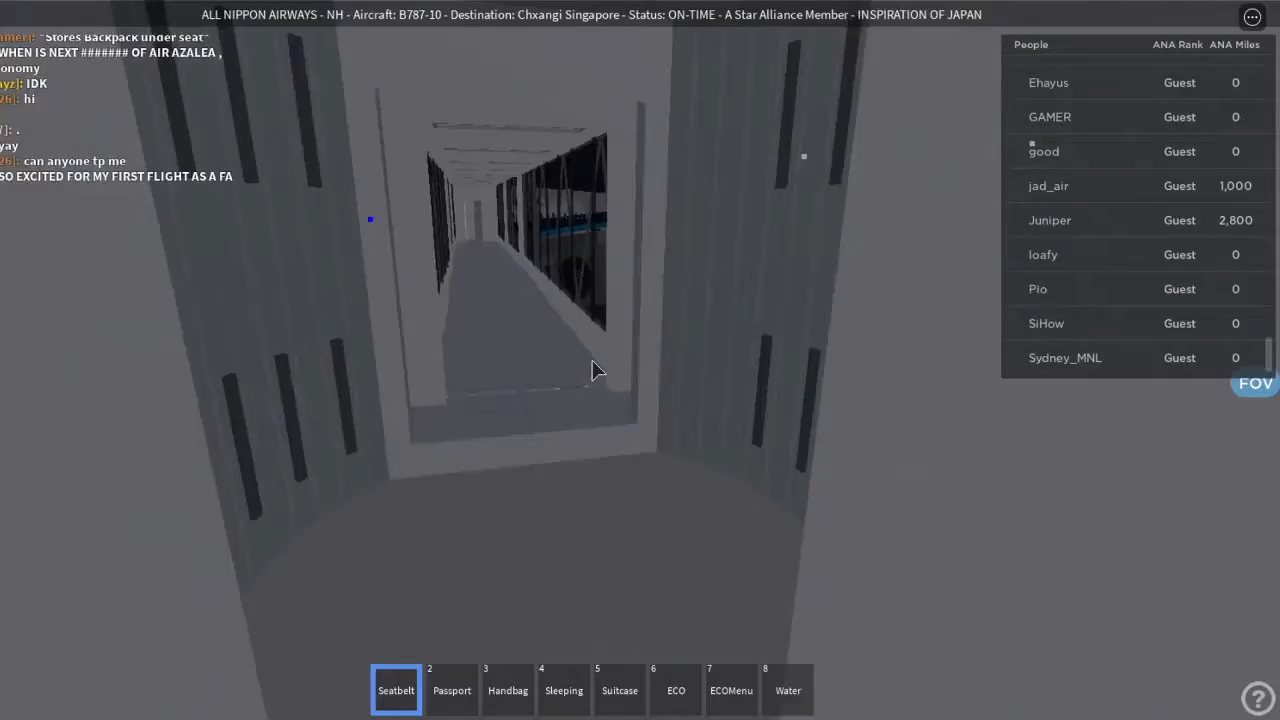 ALL NIPPON AIRWAYS - NH - Aircraft: B787-10 - Destination: Chxangi Singapore - Status: ON-TIME - A Star Alliance Member - INSPIRATION OF JAPAN
amer]: "Stores Backpack under seat"
WHEN IS NEXT ####### OF AIR AZALEA ,
onomy
yz]: IDK
26]: hi
7]: .
yay
26]: can anyone tp me
SO EXCITED FOR MY FIRST FLIGHT AS A FA
People ANA Rank ANA Miles
Ehayus Guest 0
GAMER Guest 0
good Guest 0
jad_air Guest 1,000
Juniper Guest 2,800
loafy Guest 0
Pio Guest 0
SiHow Guest 0
Sydney_MNL Guest 0
FOV
Seatbelt
2 Passport
3 Handbag
4 Sleeping
5 Suitcase
6 ECO
7 ECOMenu
8 Water
?